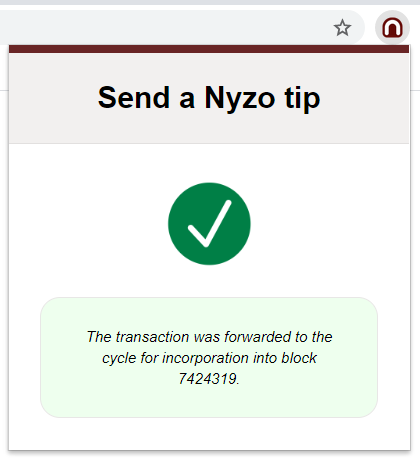 Send a Nyzo tip
The transaction was forwarded to the
cycle for incorporation into block
7424319.